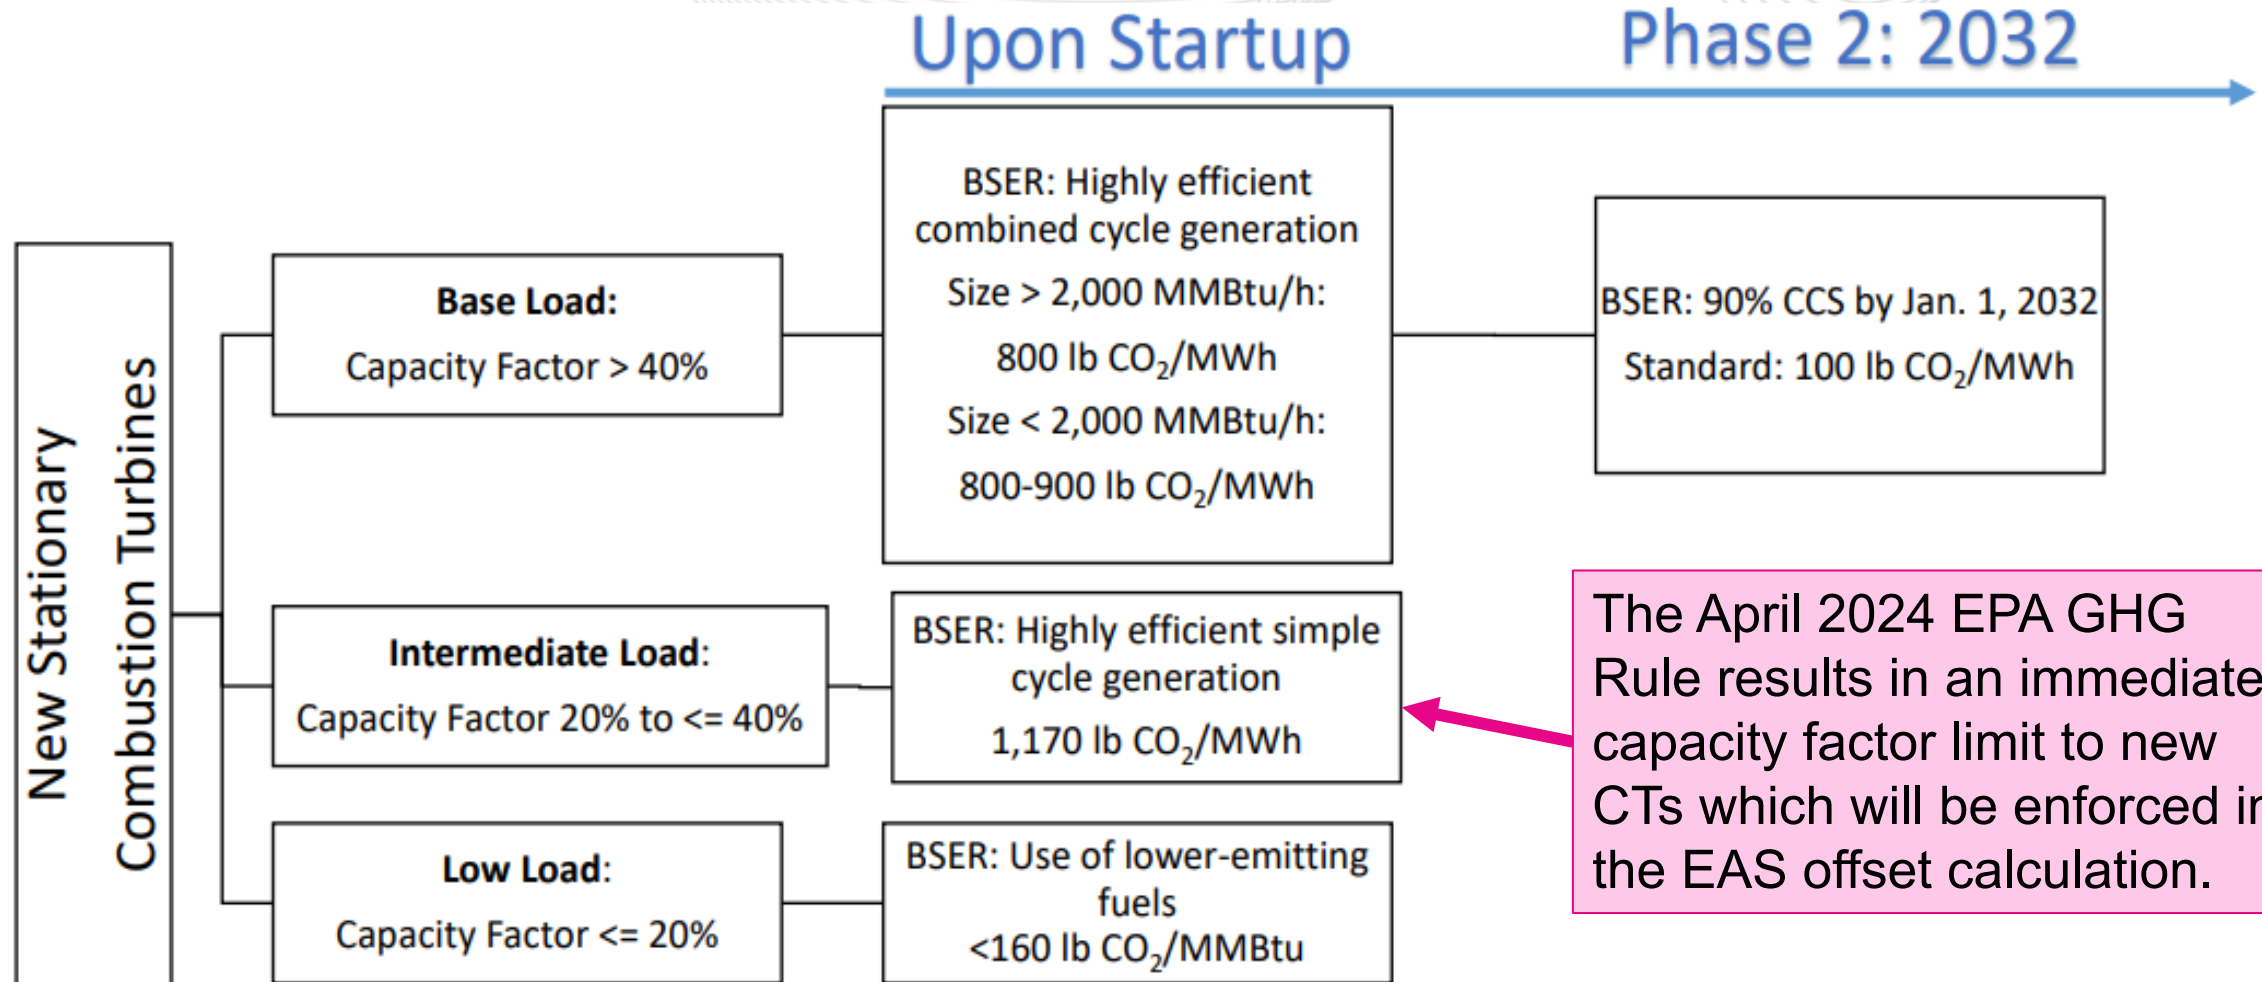 Upon Startup
Phase 2: 2032
New Stationary
Combustion Turbines
Base Load:
Capacity Factor > 40%
BSER: Highly efficient
combined cycle generation
Size > 2,000 MMBtu/h:
800 lb CO₂/MWh
Size < 2,000 MMBtu/h:
800-900 lb CO₂/MWh
BSER: 90% CCS by Jan. 1, 2032
Standard: 100 lb CO₂/MWh
Intermediate Load:
Capacity Factor 20% to <= 40%
BSER: Highly efficient simple
cycle generation
1,170 lb CO₂/MWh
Low Load:
Capacity Factor <= 20%
BSER: Use of lower-emitting
fuels
<160 lb CO₂/MMBtu
The April 2024 EPA GHG
Rule results in an immediate
capacity factor limit to new
CTs which will be enforced in
the EAS offset calculation.